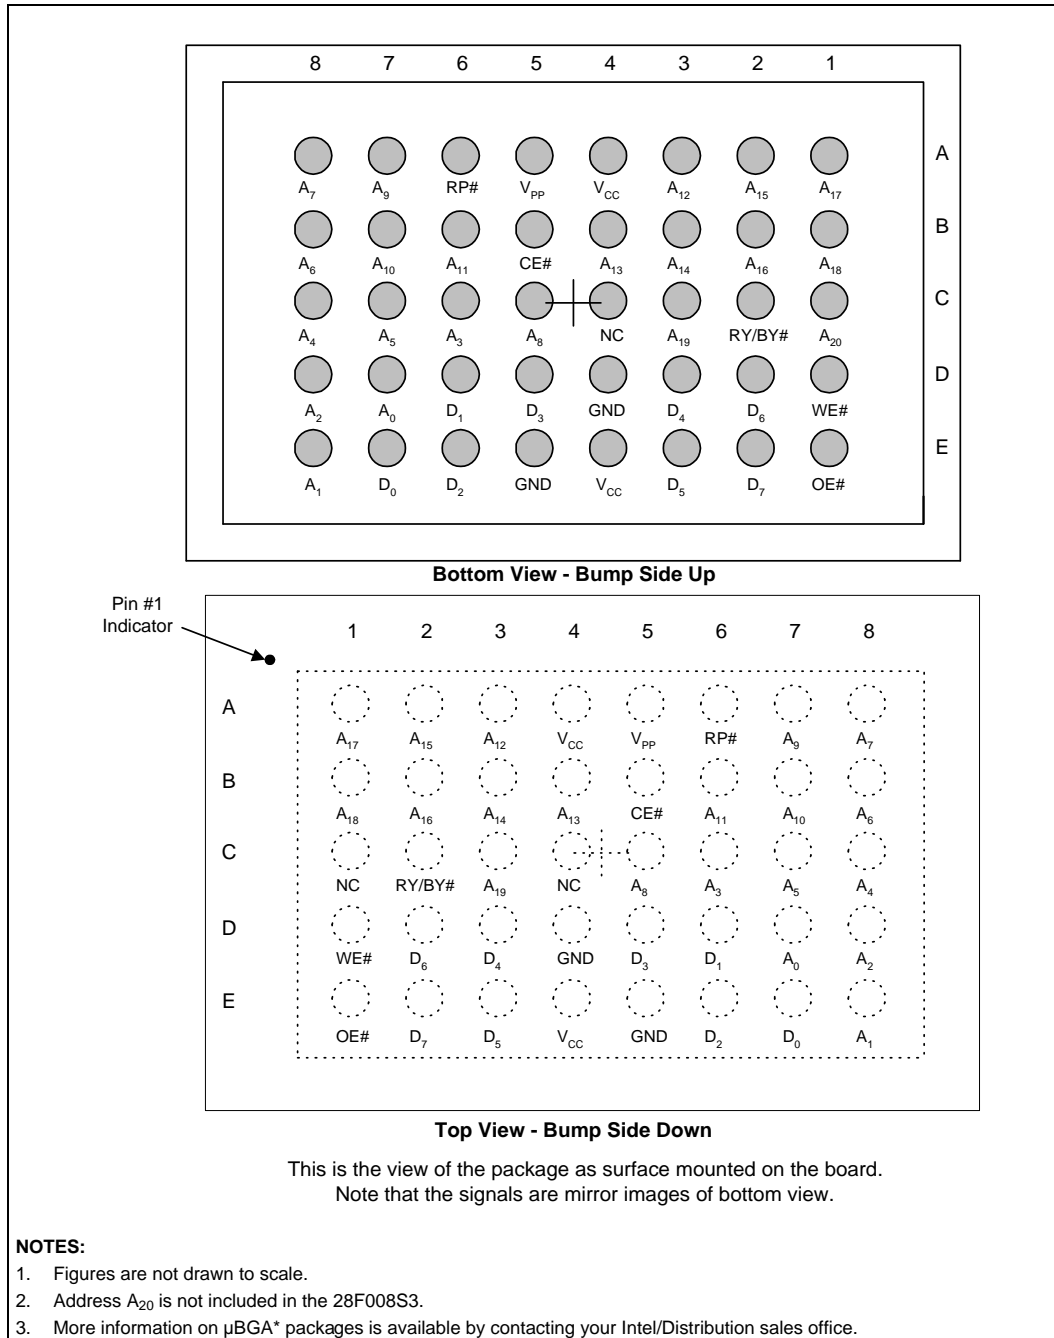 8 7 6 5 4 3 2 1
A
A7 A9 RP# VPP VCC A12 A15 A17
B
A6 A10 A11 CE# A13 A14 A16 A18
C
A4 A5 A3 A8 NC A19 RY/BY# A20
D
A2 A0 D1 D3 GND D4 D6 WE#
E
A1 D0 D2 GND VCC D5 D7 OE#
Bottom View - Bump Side Up
Pin #1
Indicator
1 2 3 4 5 6 7 8
A
A17 A15 A12 VCC VPP RP# A9 A7
B
A18 A16 A14 A13 CE# A11 A10 A6
C
NC RY/BY# A19 NC A8 A3 A5 A4
D
WE# D6 D4 GND D3 D1 A0 A2
E
OE# D7 D5 VCC GND D2 D0 A1
Top View - Bump Side Down
This is the view of the package as surface mounted on the board.
Note that the signals are mirror images of bottom view.
NOTES:
1. Figures are not drawn to scale.
2. Address A20 is not included in the 28F008S3.
3. More information on µBGA* packages is available by contacting your Intel/Distribution sales office.